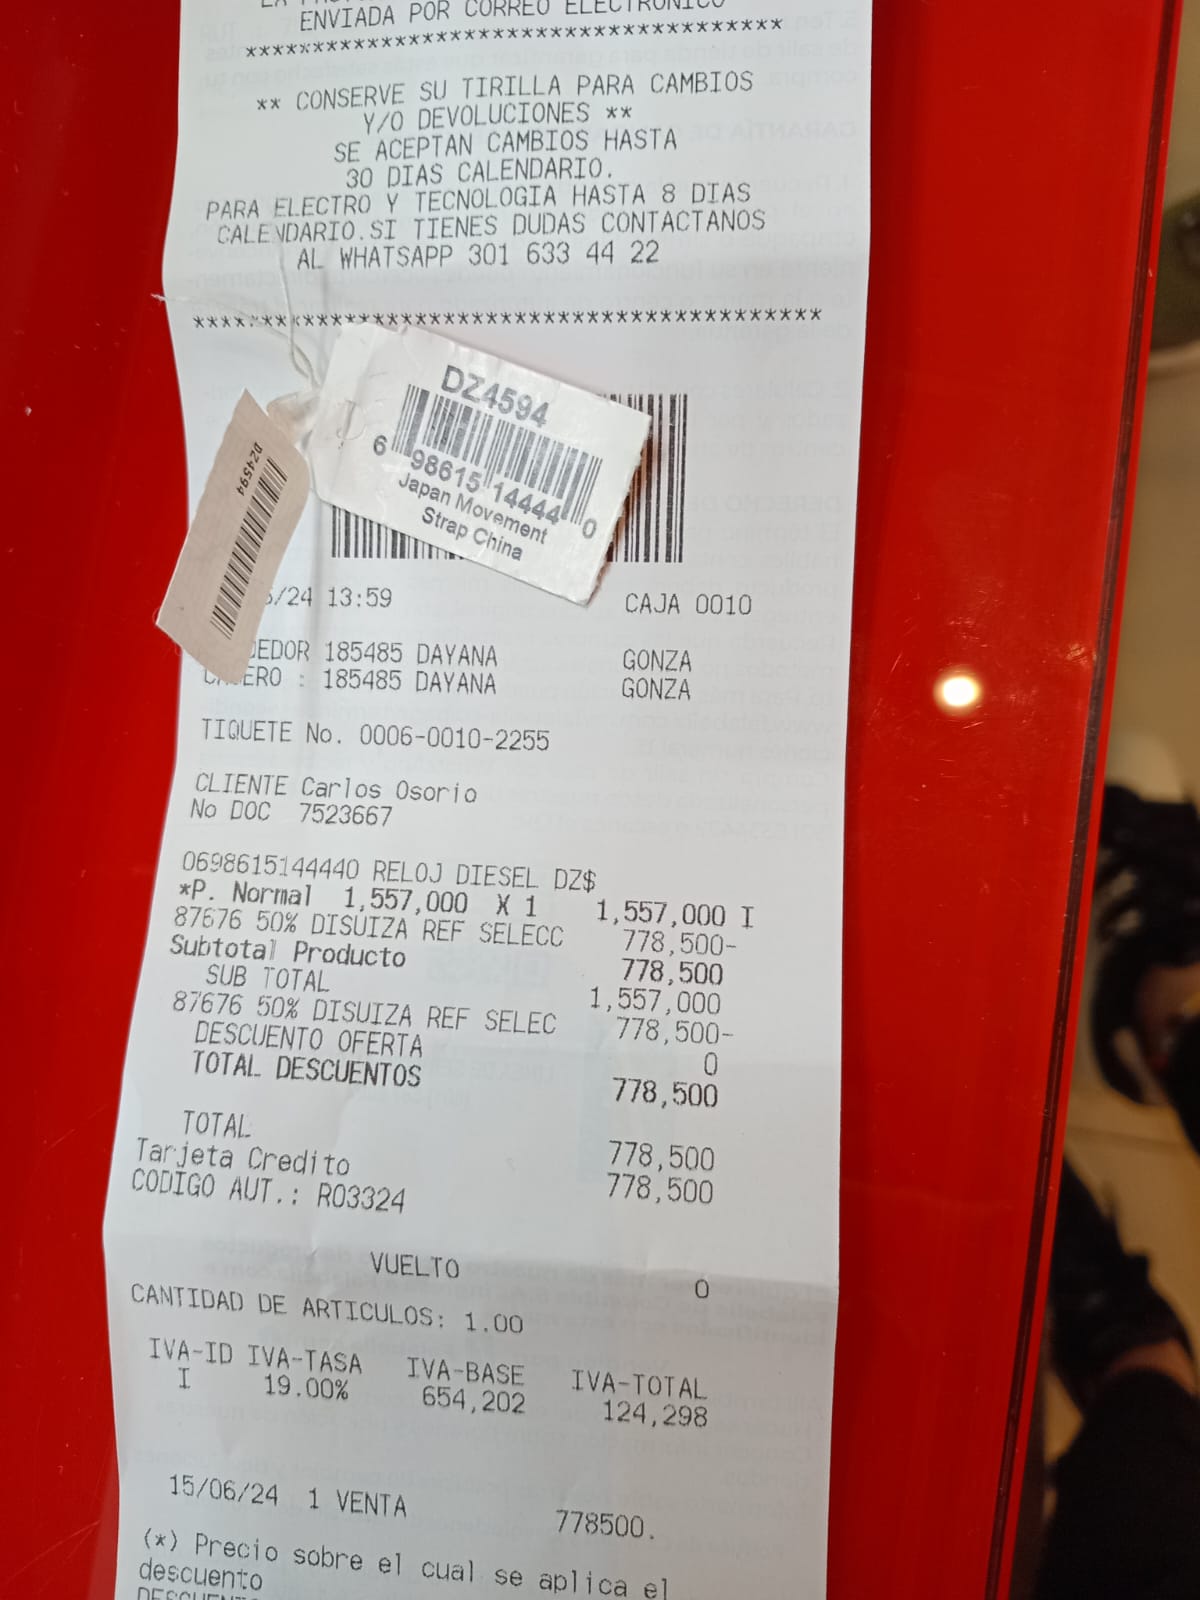 ENVIADA POR CORREO ELECTRONICO
****************************************
** CONSERVE SU TIRILLA PARA CAMBIOS
Y/O DEVOLUCIONES **
SE ACEPTAN CAMBIOS HASTA
30 DIAS CALENDARIO.
PARA ELECTRO Y TECNOLOGIA HASTA 8 DIAS
CALENDARIO.SI TIENES DUDAS CONTACTANOS
AL WHATSAPP 301 633 44 22
**********************************************
DZ4594
6 98615 14444 0
Japan Movement
Strap China
DZ4594
/24 13:59 CAJA 0010
EDOR 185485 DAYANA GONZA
ERO : 185485 DAYANA GONZA
TIQUETE No. 0006-0010-2255
CLIENTE Carlos Osorio
No DOC 7523667
0698615144440 RELOJ DIESEL DZ$
*P. Normal 1,557,000 X 1 1,557,000 I
87676 50% DISUIZA REF SELECC 778,500-
Subtotal Producto 778,500
SUB TOTAL 1,557,000
87676 50% DISUIZA REF SELEC 778,500-
DESCUENTO OFERTA 0
TOTAL DESCUENTOS 778,500
TOTAL 778,500
Tarjeta Credito 778,500
CODIGO AUT.: R03324
VUELTO 0
CANTIDAD DE ARTICULOS: 1.00
IVA-ID IVA-TASA IVA-BASE IVA-TOTAL
I 19.00% 654,202 124,298
15/06/24 1 VENTA 778500.
(*) Precio sobre el cual se aplica el
descuento